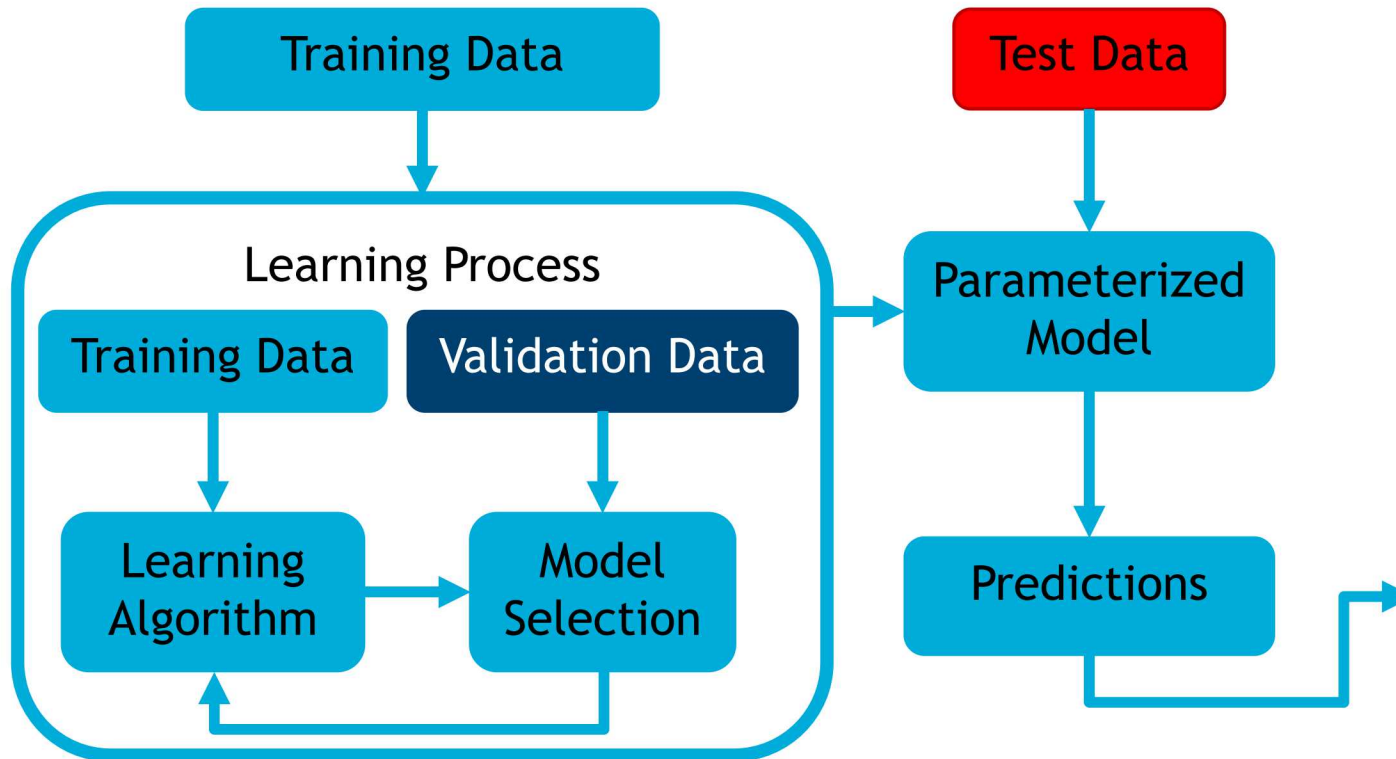 Training Data
Test Data
Learning Process
Training Data
Validation Data
Parameterized
Model
Learning
Algorithm
Model
Selection
Predictions